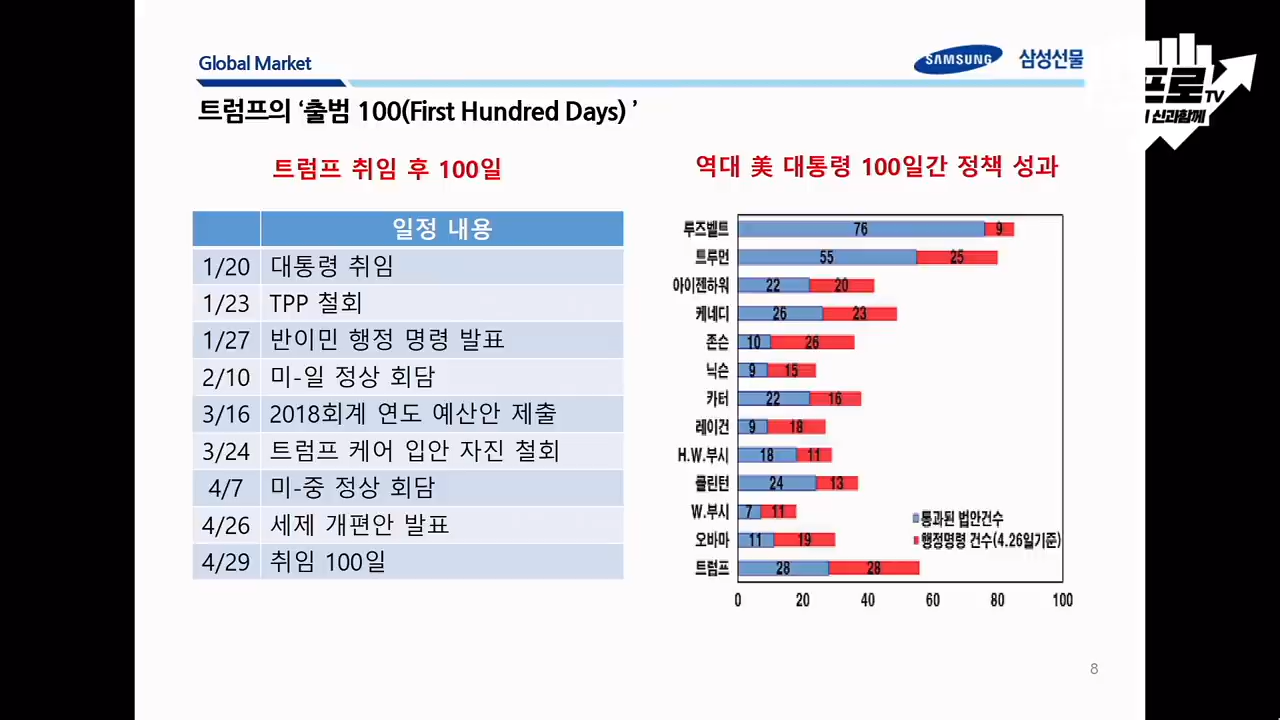 Global Market
SAMSUNG 삼성선물
프로TV
신과함께
트럼프의 ‘출범 100(First Hundred Days) ’
트럼프 취임 후 100일
일정 내용
1/20 대통령 취임
1/23 TPP 철회
1/27 반이민 행정 명령 발표
2/10 미-일 정상 회담
3/16 2018회계 연도 예산안 제출
3/24 트럼프 케어 입안 자진 철회
4/7 미-중 정상 회담
4/26 세제 개편안 발표
4/29 취임 100일
역대 美 대통령 100일간 정책 성과
루즈벨트 76 9
트루먼 55 25
아이젠하워 22 20
케네디 26 23
존슨 10 26
닉슨 9 15
카터 22 16
레이건 9 18
H.W.부시 18 11
클린턴 24 13
W.부시 7 11
오바마 11 19
트럼프 28 28
통과된 법안건수
행정명령 건수(4.26일기준)
0 20 40 60 80 100
8